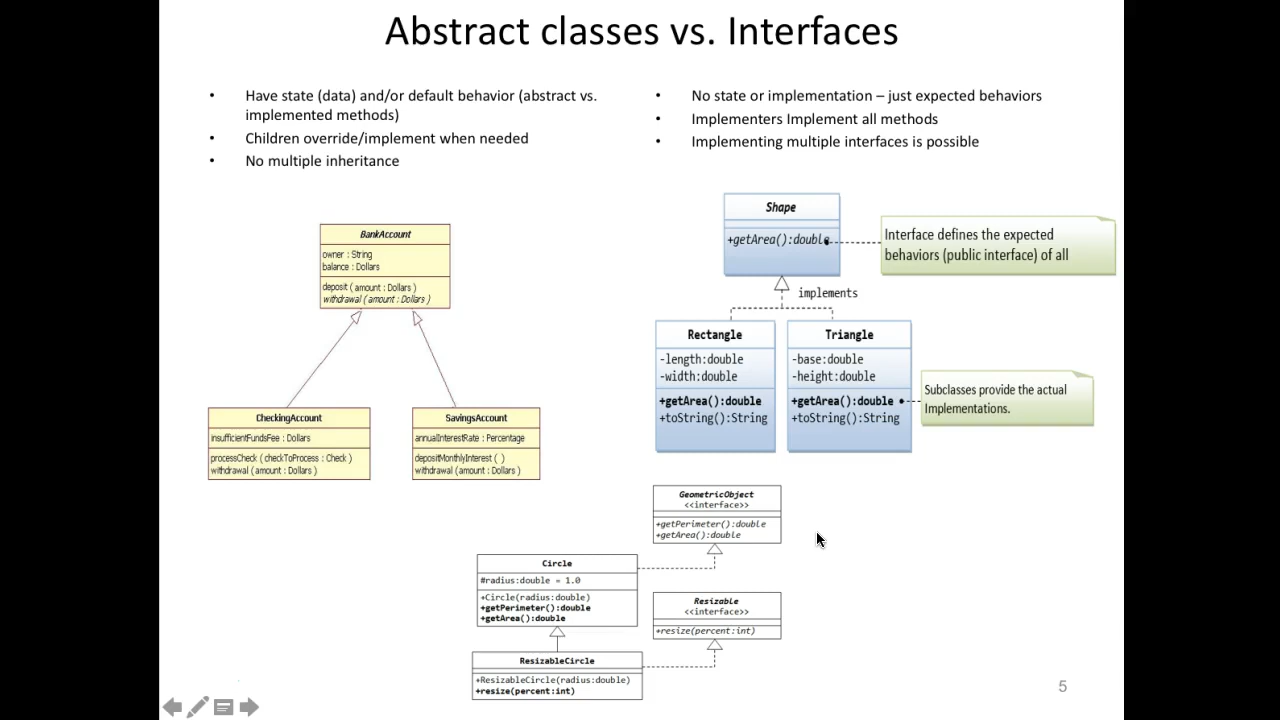 Abstract classes vs. Interfaces
• Have state (data) and/or default behavior (abstract vs.
implemented methods)
• Children override/implement when needed
• No multiple inheritance
• No state or implementation – just expected behaviors
• Implementers Implement all methods
• Implementing multiple interfaces is possible
BankAccount
owner : String
balance : Dollars
deposit ( amount : Dollars )
withdrawal ( amount : Dollars )
CheckingAccount
insufficientFundsFee : Dollars
processCheck ( checkToProcess : Check )
withdrawal ( amount : Dollars )
SavingsAccount
annualInterestRate : Percentage
depositMonthlyInterest ( )
withdrawal ( amount : Dollars )
Shape
+getArea():double
Interface defines the expected
behaviors (public interface) of all
implements
Rectangle
-length:double
-width:double
+getArea():double
+toString():String
Triangle
-base:double
-height:double
+getArea():double
+toString():String
Subclasses provide the actual
Implementations.
GeometricObject
<<interface>>
+getPerimeter():double
+getArea():double
Circle
#radius:double = 1.0
+Circle(radius:double)
+getPerimeter():double
+getArea():double
Resizable
<<interface>>
+resize(percent:int)
ResizableCircle
+ResizableCircle(radius:double)
+resize(percent:int)
5